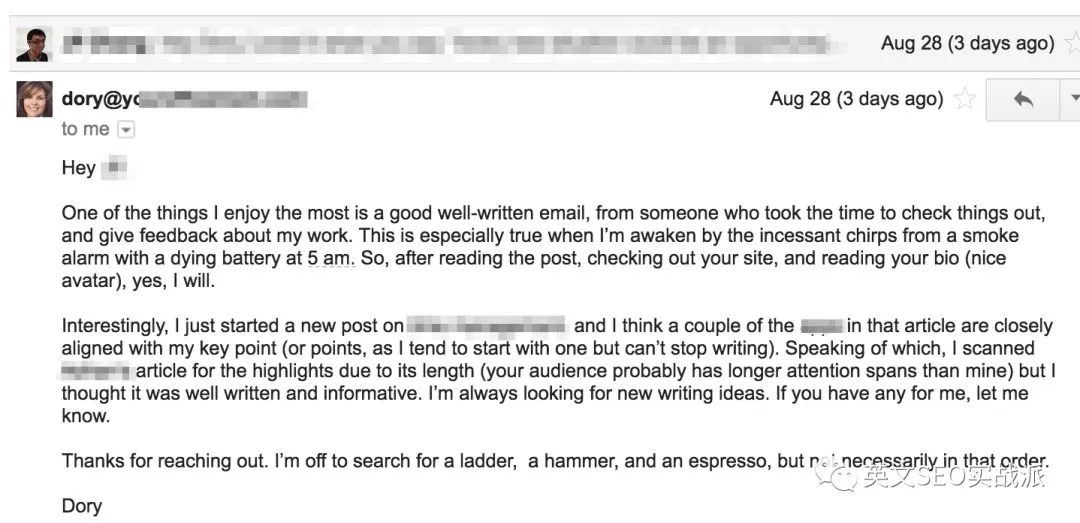 Aug 28 (3 days ago)
dory@yo
Aug 28 (3 days ago)
to me
Hey
One of the things I enjoy the most is a good well-written email, from someone who took the time to check things out,
and give feedback about my work. This is especially true when I’m awaken by the incessant chirps from a smoke
alarm with a dying battery at 5 am. So, after reading the post, checking out your site, and reading your bio (nice
avatar), yes, I will.
Interestingly, I just started a new post on and I think a couple of the in that article are closely
aligned with my key point (or points, as I tend to start with one but can’t stop writing). Speaking of which, I scanned
article for the highlights due to its length (your audience probably has longer attention spans than mine) but I
thought it was well written and informative. I’m always looking for new writing ideas. If you have any for me, let me
know.
Thanks for reaching out. I’m off to search for a ladder,  a hammer, and an espresso, but not necessarily in that order.
英文SEO实战派
Dory